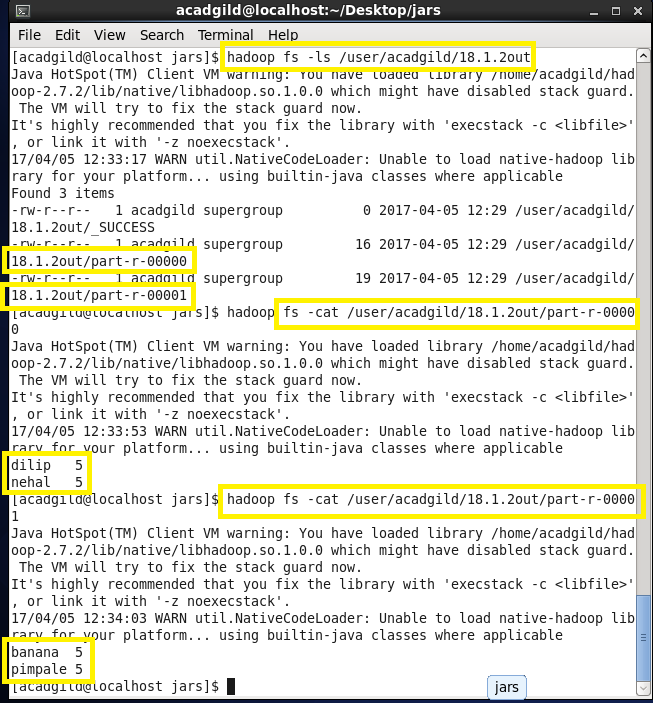 acadgild@localhost:~/Desktop/jars
File Edit View Search Terminal Help
[acadgild@localhost jars]$ hadoop fs -ls /user/acadgild/18.1.2out
Java HotSpot(TM) Client VM warning: You have loaded library /home/acadgild/had
oop-2.7.2/lib/native/libhadoop.so.1.0.0 which might have disabled stack guard.
 The VM will try to fix the stack guard now.
It's highly recommended that you fix the library with 'execstack -c <libfile>'
, or link it with '-z noexecstack'.
17/04/05 12:33:17 WARN util.NativeCodeLoader: Unable to load native-hadoop lib
rary for your platform... using builtin-java classes where applicable
Found 3 items
-rw-r--r--   1 acadgild supergroup          0 2017-04-05 12:29 /user/acadgild/
18.1.2out/_SUCCESS
-rw-r--r--   1 acadgild supergroup         16 2017-04-05 12:29 /user/acadgild/
18.1.2out/part-r-00000
-rw-r--r--   1 acadgild supergroup         19 2017-04-05 12:29 /user/acadgild/
18.1.2out/part-r-00001
[acadgild@localhost jars]$ hadoop fs -cat /user/acadgild/18.1.2out/part-r-0000
0
Java HotSpot(TM) Client VM warning: You have loaded library /home/acadgild/had
oop-2.7.2/lib/native/libhadoop.so.1.0.0 which might have disabled stack guard.
 The VM will try to fix the stack guard now.
It's highly recommended that you fix the library with 'execstack -c <libfile>'
, or link it with '-z noexecstack'.
17/04/05 12:33:53 WARN util.NativeCodeLoader: Unable to load native-hadoop lib
rary for your platform... using builtin-java classes where applicable
dilip   5
nehal   5
[acadgild@localhost jars]$ hadoop fs -cat /user/acadgild/18.1.2out/part-r-0000
1
Java HotSpot(TM) Client VM warning: You have loaded library /home/acadgild/had
oop-2.7.2/lib/native/libhadoop.so.1.0.0 which might have disabled stack guard.
 The VM will try to fix the stack guard now.
It's highly recommended that you fix the library with 'execstack -c <libfile>'
, or link it with '-z noexecstack'.
17/04/05 12:34:03 WARN util.NativeCodeLoader: Unable to load native-hadoop lib
rary for your platform... using builtin-java classes where applicable
banana  5
pimpale 5
[acadgild@localhost jars]$
jars